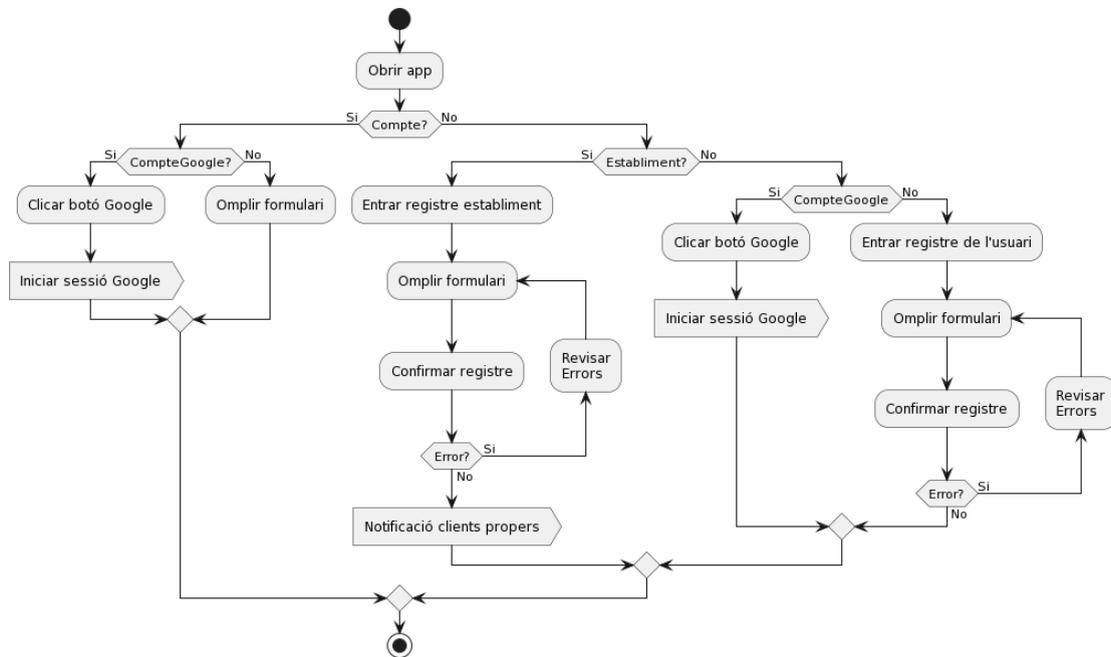 Obrir app
Si
Compte?
No
Si
CompteGoogle?
No
Clicar botó Google
Omplir formulari
Iniciar sessió Google
Si
Establiment?
No
Entrar registre establiment
Omplir formulari
Confirmar registre
Revisar
Errors
Error?
Si
No
Notificació clients propers
Si
CompteGoogle
No
Clicar botó Google
Entrar registre de l'usuari
Iniciar sessió Google
Omplir formulari
Confirmar registre
Revisar
Errors
Error?
Si
No